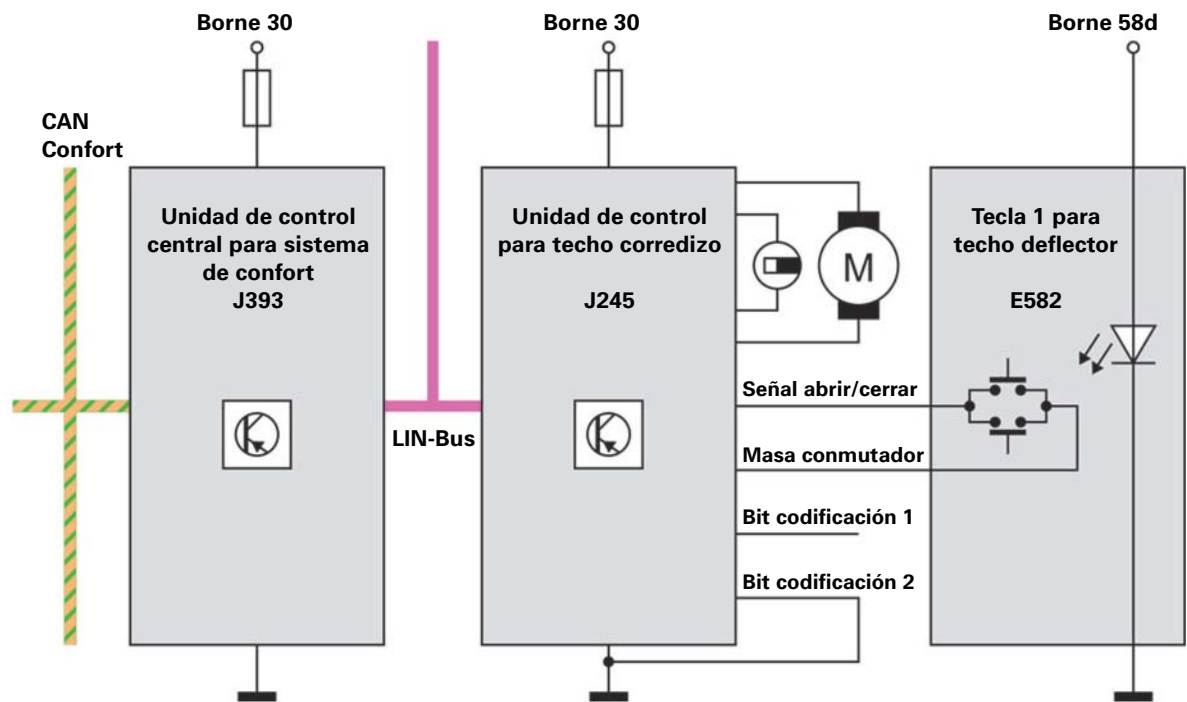 Borne 30
Borne 30
Borne 58d
CAN
Confort
Unidad de control
central para sistema
de confort
J393
LIN-Bus
Unidad de control
para techo corredizo
J245
M
Señal abrir/cerrar
Masa conmutador
Bit codificación 1
Bit codificación 2
Tecla 1 para
techo deflector
E582